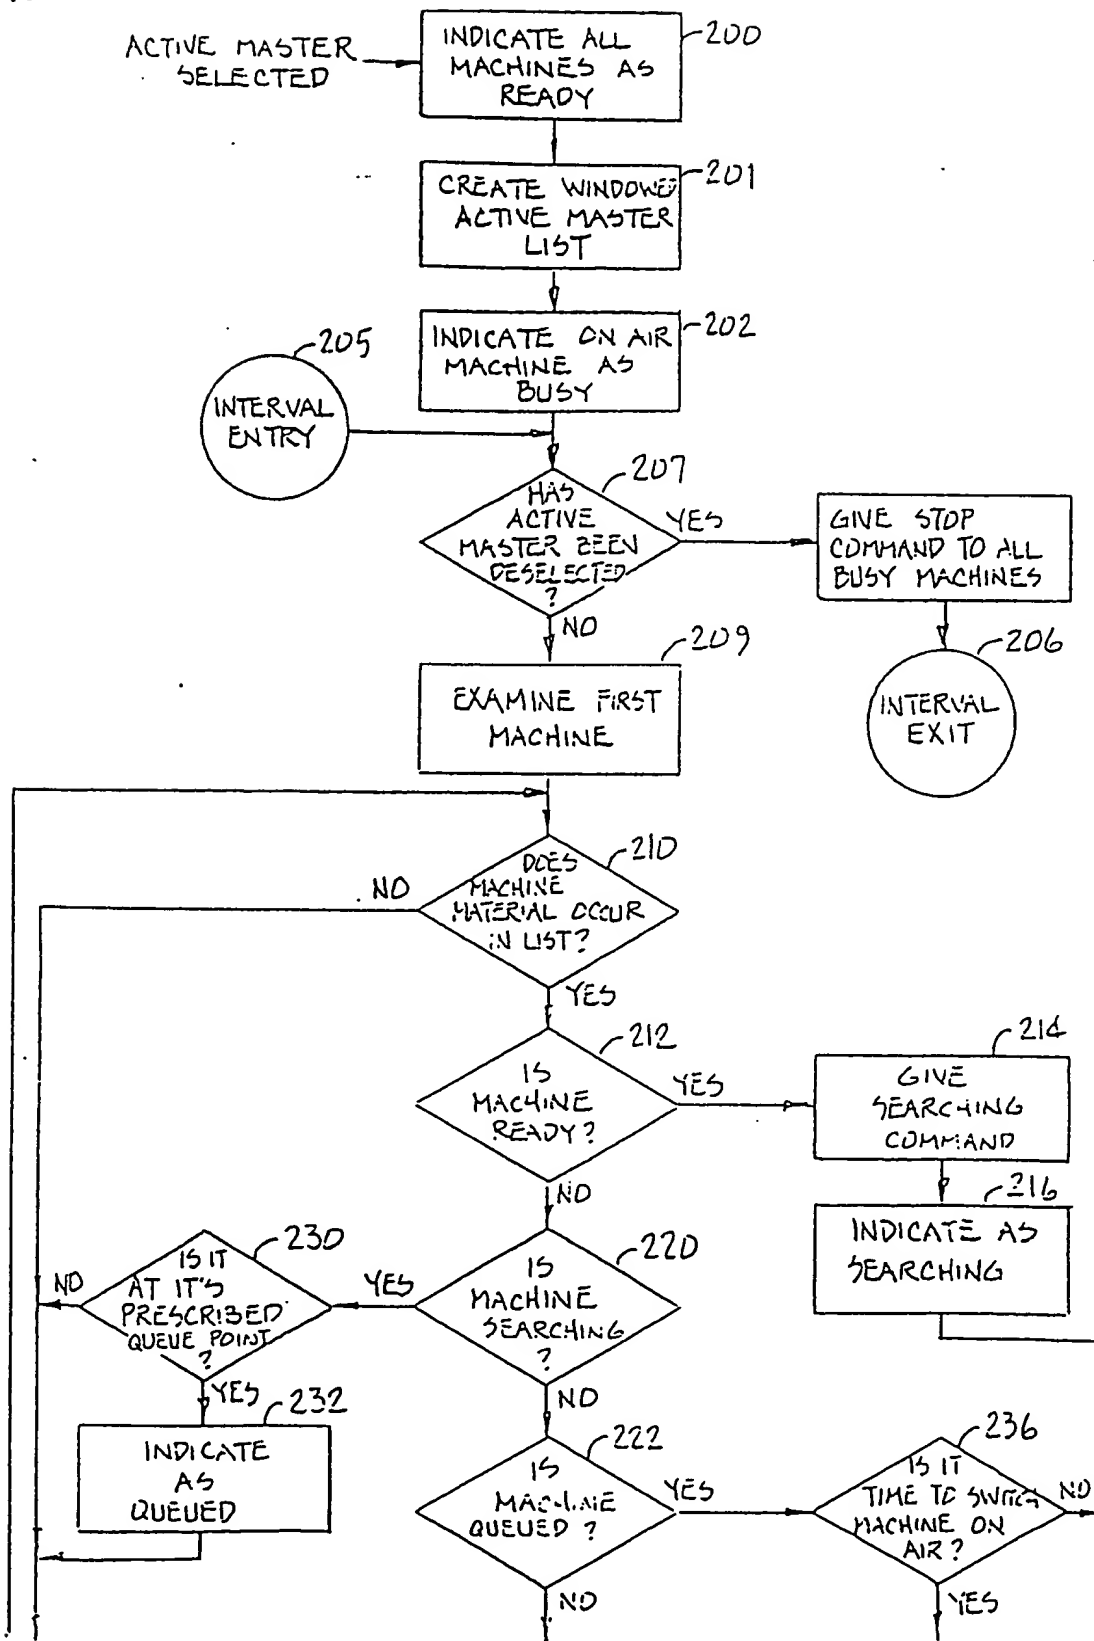 ACTIVE MASTER
SELECTED
INDICATE ALL
MACHINES AS
READY
200
CREATE WINDOWED
ACTIVE MASTER
LIST
201
INDICATE ON AIR
MACHINE AS
BUSY
202
205
INTERVAL
ENTRY
207
HAS
ACTIVE
MASTER BEEN
DESELECTED
?
YES
NO
GIVE STOP
COMMAND TO ALL
BUSY MACHINES
206
INTERVAL
EXIT
209
EXAMINE FIRST
MACHINE
210
DOES
MACHINE
MATERIAL OCCUR
IN LIST?
NO
YES
212
IS
MACHINE
READY?
YES
NO
214
GIVE
SEARCHING
COMMAND
216
INDICATE AS
SEARCHING
220
IS
MACHINE
SEARCHING
?
YES
NO
230
IS IT
AT IT'S
PRESCRIBED
QUEUE POINT
?
NO
YES
232
INDICATE
AS
QUEUED
222
IS
MACHINE
QUEUED?
YES
NO
236
IS IT
TIME TO SWITCH
MACHINE ON
AIR?
NO
YES